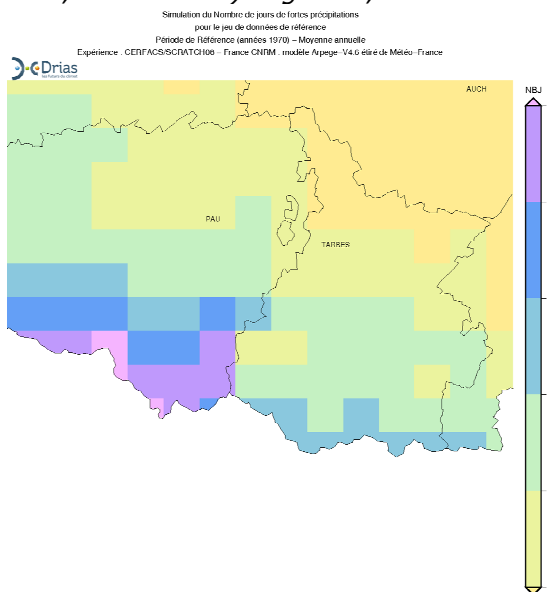 Simulation du Nombre de jours de fortes précipitations
pour le jeu de données de référence
Période de Référence (années 1970) – Moyenne annuelle
Expérience : CERFACS/SCRATCH08 – France CNRM : modèle Arpege–V4.6 étiré de Météo–France
Drias
AUCH
NBJ
PAU
TARBES